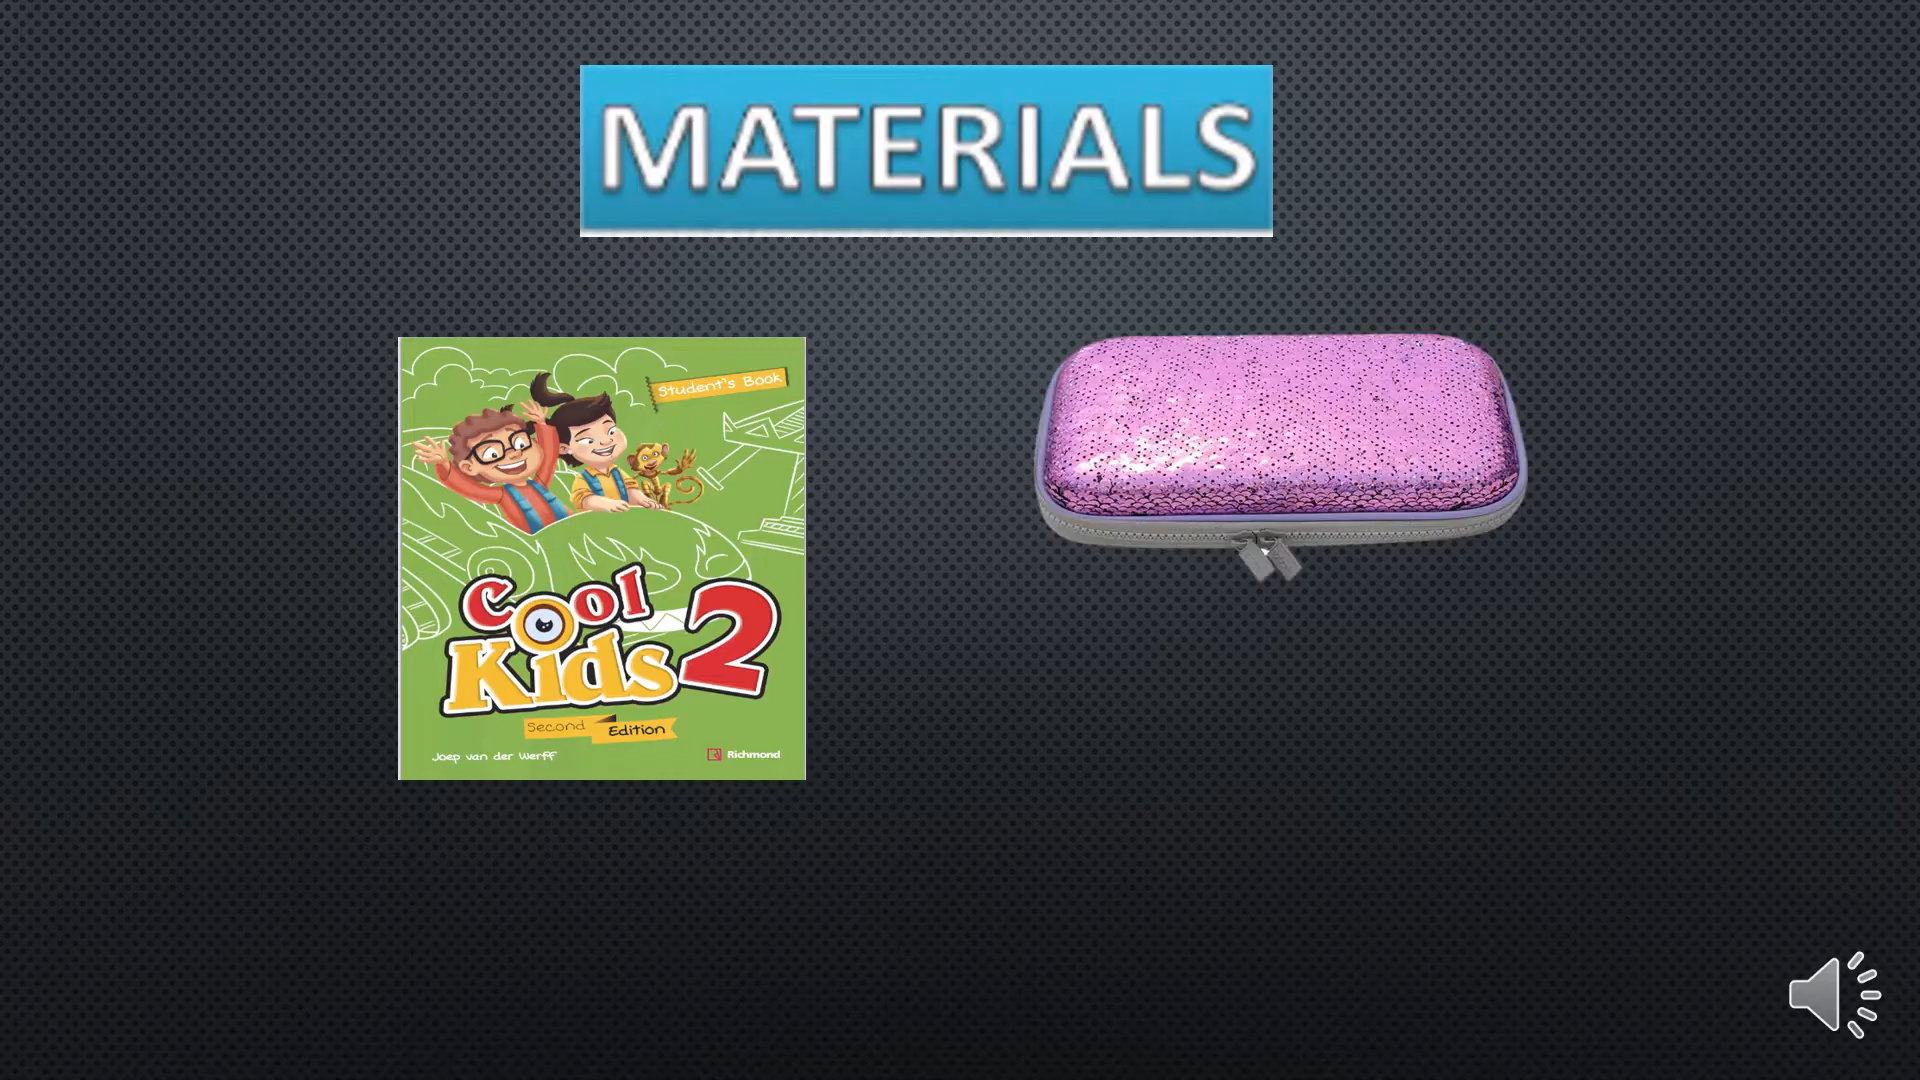 MATERIALS
Student's Book
Cool
Kids 2
Second Edition
Joep van der Werff
Richmond